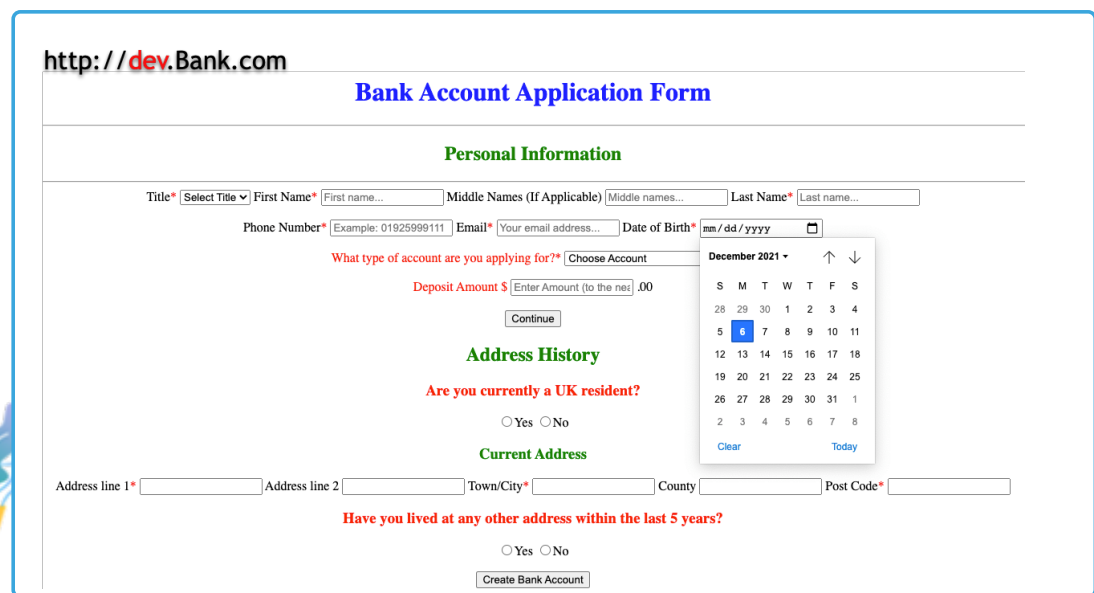 http://dev.Bank.com
Bank Account Application Form
Personal Information
Title* Select Title First Name* First name... Middle Names (If Applicable) Middle names... Last Name* Last name...
Phone Number* Example: 01925999111 Email* Your email address... Date of Birth* mm/dd/yyyy
What type of account are you applying for?* Choose Account
Deposit Amount $ Enter Amount (to the nea .00
Continue
December 2021
S M T W T F S
28 29 30 1 2 3 4
5 6 7 8 9 10 11
12 13 14 15 16 17 18
19 20 21 22 23 24 25
26 27 28 29 30 31 1
2 3 4 5 6 7 8
Clear Today
Address History
Are you currently a UK resident?
Yes No
Current Address
Address line 1* Address line 2 Town/City* County Post Code*
Have you lived at any other address within the last 5 years?
Yes No
Create Bank Account